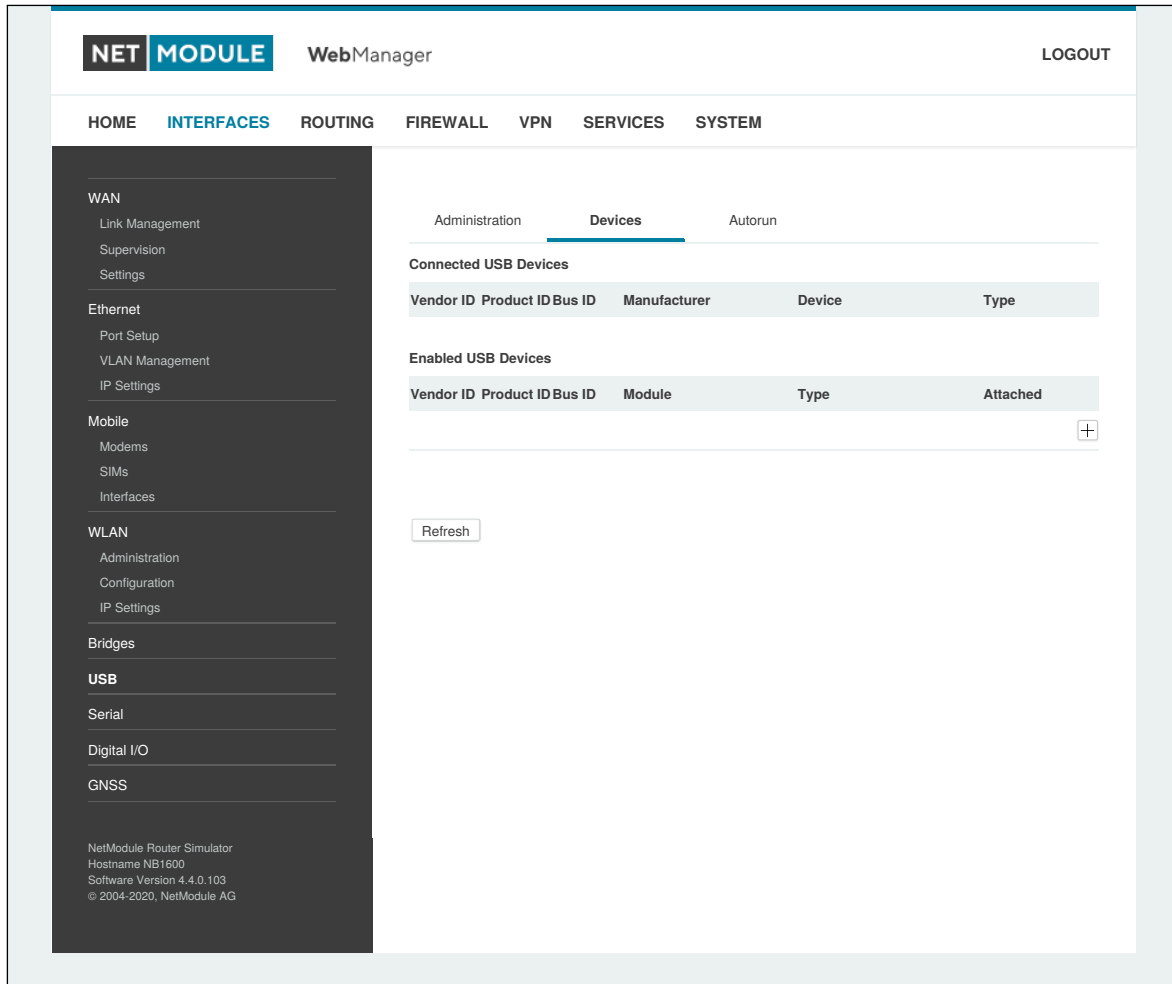 NET MODULE WebManager LOGOUT
HOME INTERFACES ROUTING FIREWALL VPN SERVICES SYSTEM
WAN
Link Management
Supervision
Settings
Ethernet
Port Setup
VLAN Management
IP Settings
Mobile
Modems
SIMs
Interfaces
WLAN
Administration
Configuration
IP Settings
Bridges
USB
Serial
Digital I/O
GNSS
NetModule Router Simulator
Hostname NB1600
Software Version 4.4.0.103
© 2004-2020, NetModule AG
Administration Devices Autorun
Connected USB Devices
Vendor ID Product ID Bus ID Manufacturer Device Type
Enabled USB Devices
Vendor ID Product ID Bus ID Module Type Attached
Refresh